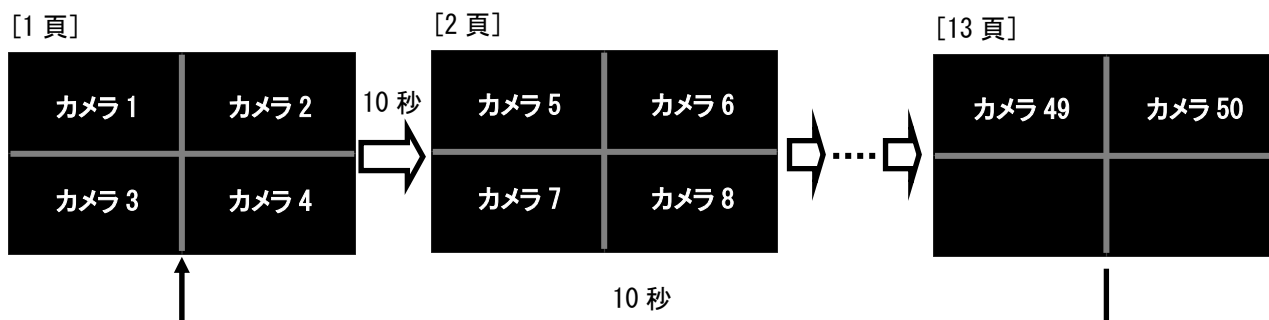 [1 頁]
カメラ 1
カメラ 2
カメラ 3
カメラ 4
10 秒
[2 頁]
カメラ 5
カメラ 6
カメラ 7
カメラ 8
[13 頁]
カメラ 49
カメラ 50
10 秒